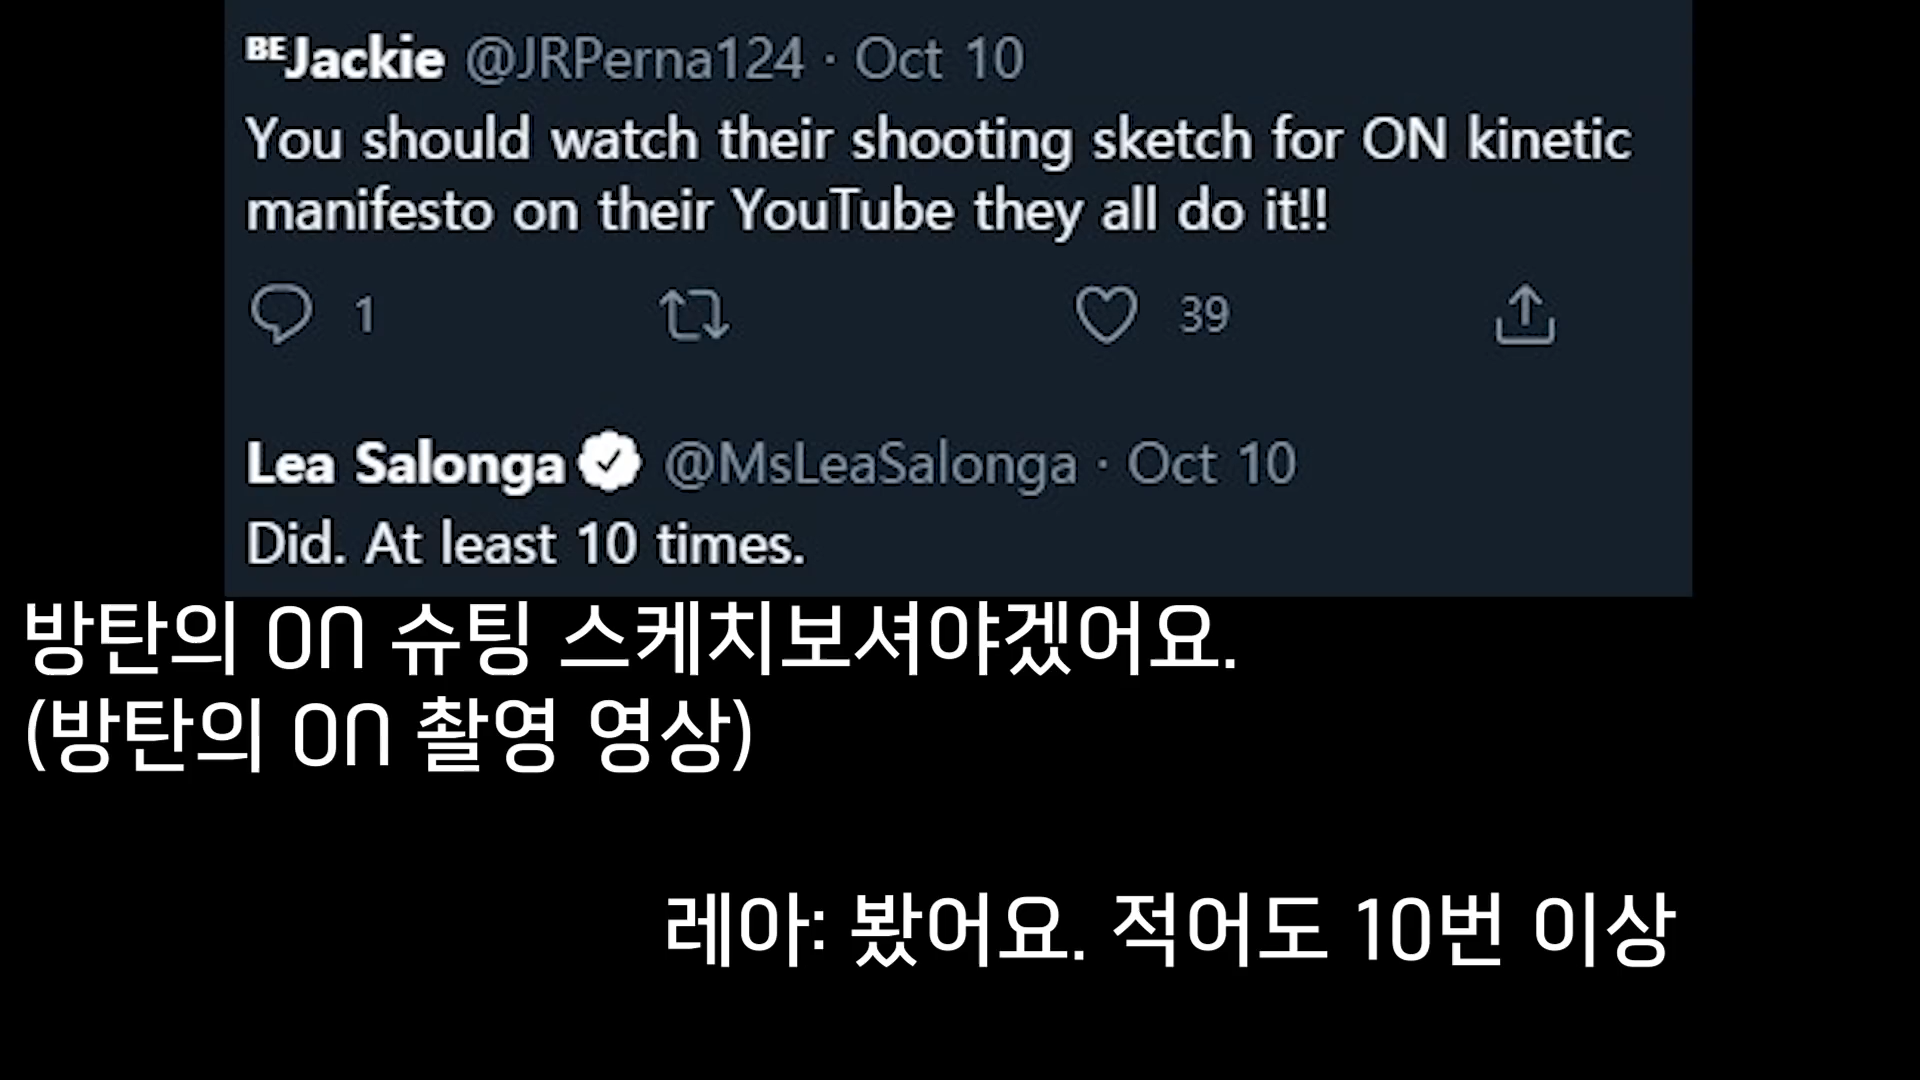 BEJackie @JRPerna124 · Oct 10
You should watch their shooting sketch for ON kinetic
manifesto on their YouTube they all do it!!
1 39
Lea Salonga @MsLeaSalonga · Oct 10
Did. At least 10 times.
방탄의 on 슈팅 스케치보셔야겠어요.
(방탄의 on 촬영 영상)
레아: 봤어요. 적어도 10번 이상